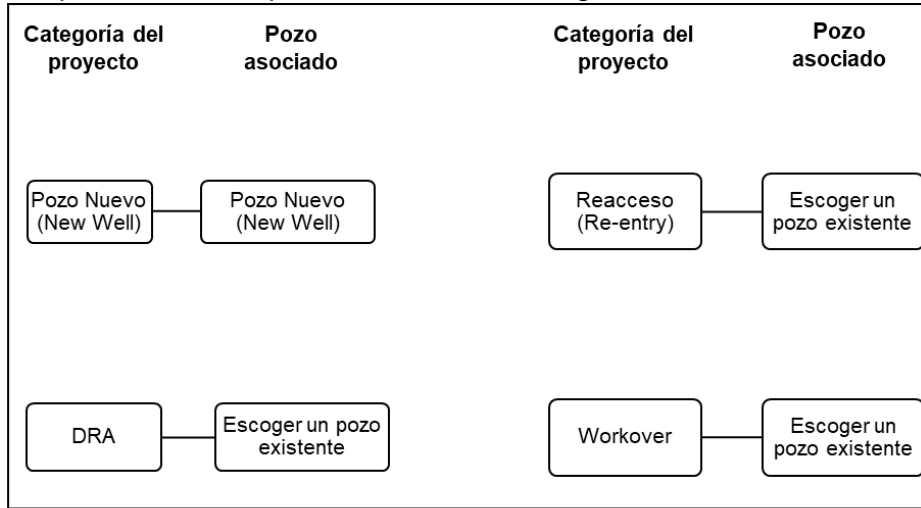 Categoría del
proyecto
Pozo
asociado
Categoría del
proyecto
Pozo
asociado
Pozo Nuevo
(New Well)
Pozo Nuevo
(New Well)
Reacceso
(Re-entry)
Escoger un
pozo existente
DRA
Escoger un pozo
existente
Workover
Escoger un
pozo existente